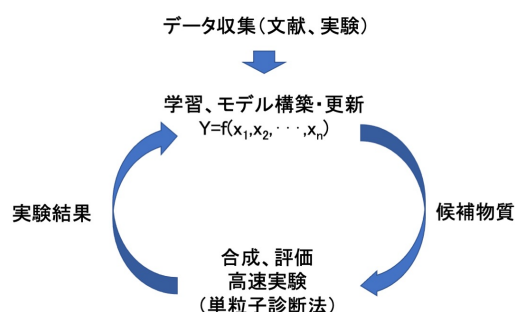 データ収集(文献、実験)
学習、モデル構築・更新
Y=f(x₁,x₂,・・・,xₙ)
実験結果
候補物質
合成、評価
高速実験
(単粒子診断法)